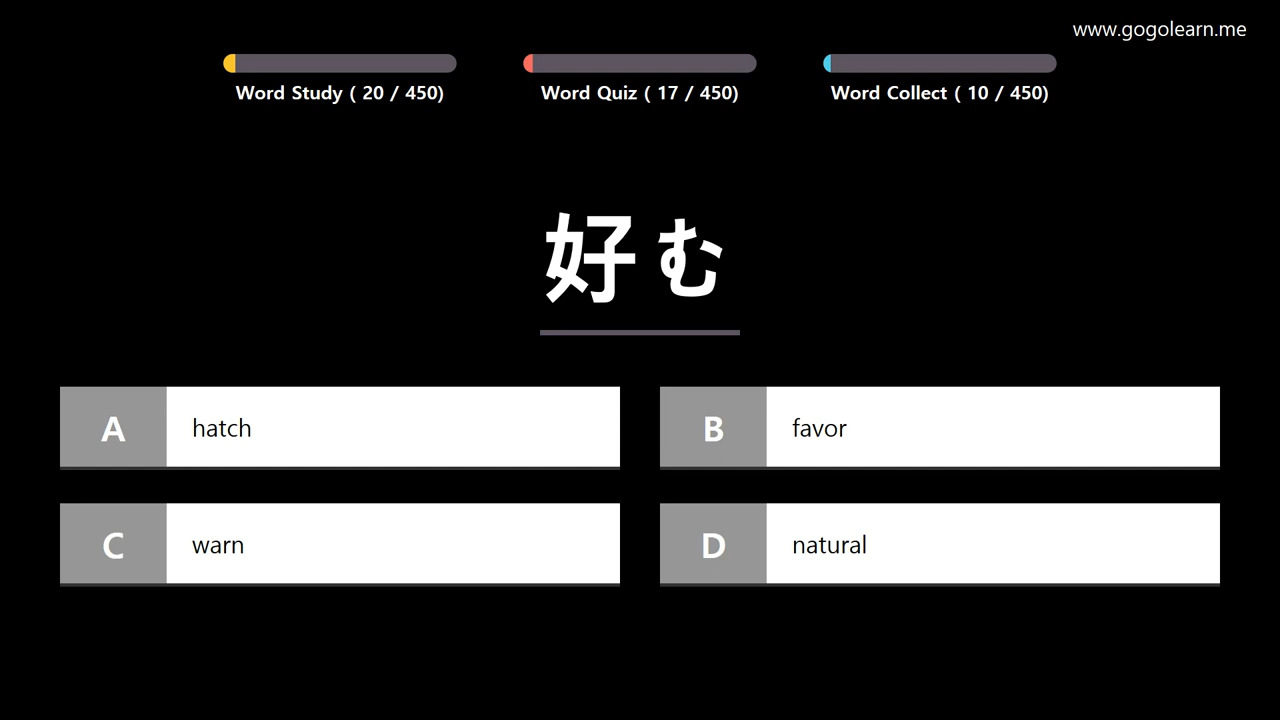 www.gogolearn.me
Word Study ( 20 / 450)
Word Quiz ( 17 / 450)
Word Collect ( 10 / 450)
好む
A hatch
B favor
C warn
D natural